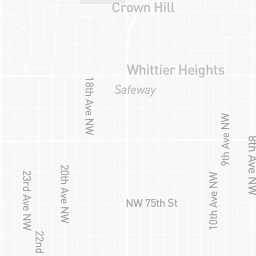 Crown Hill
Whittier Heights
Safeway
18th Ave NW
8th Ave NW
9th Ave NW
20th Ave NW
23rd Ave NW
10th Ave NW
NW 75th St
22nd